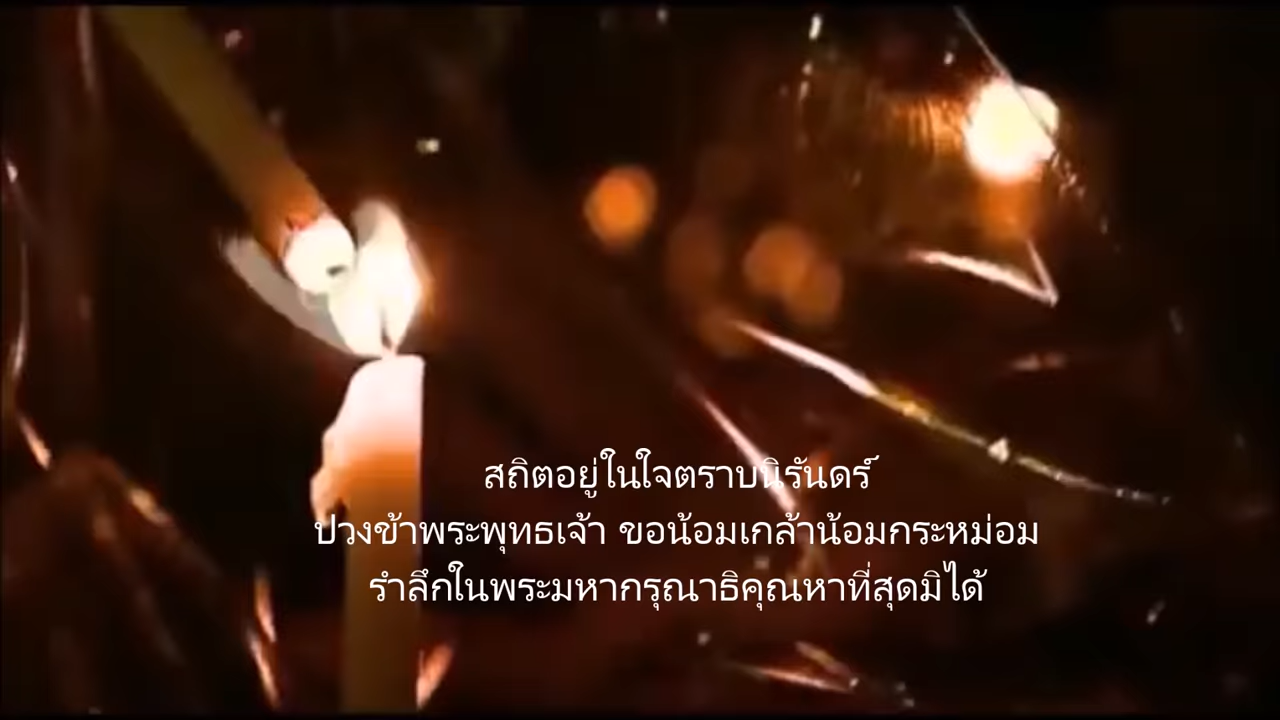 สถิตอยู่ในใจตราบนิรันดร์
ปวงข้าพระพุทธเจ้า ขอน้อมเกล้าน้อมกระหม่อม
รำลึกในพระมหากรุณาธิคุณหาที่สุดมิได้